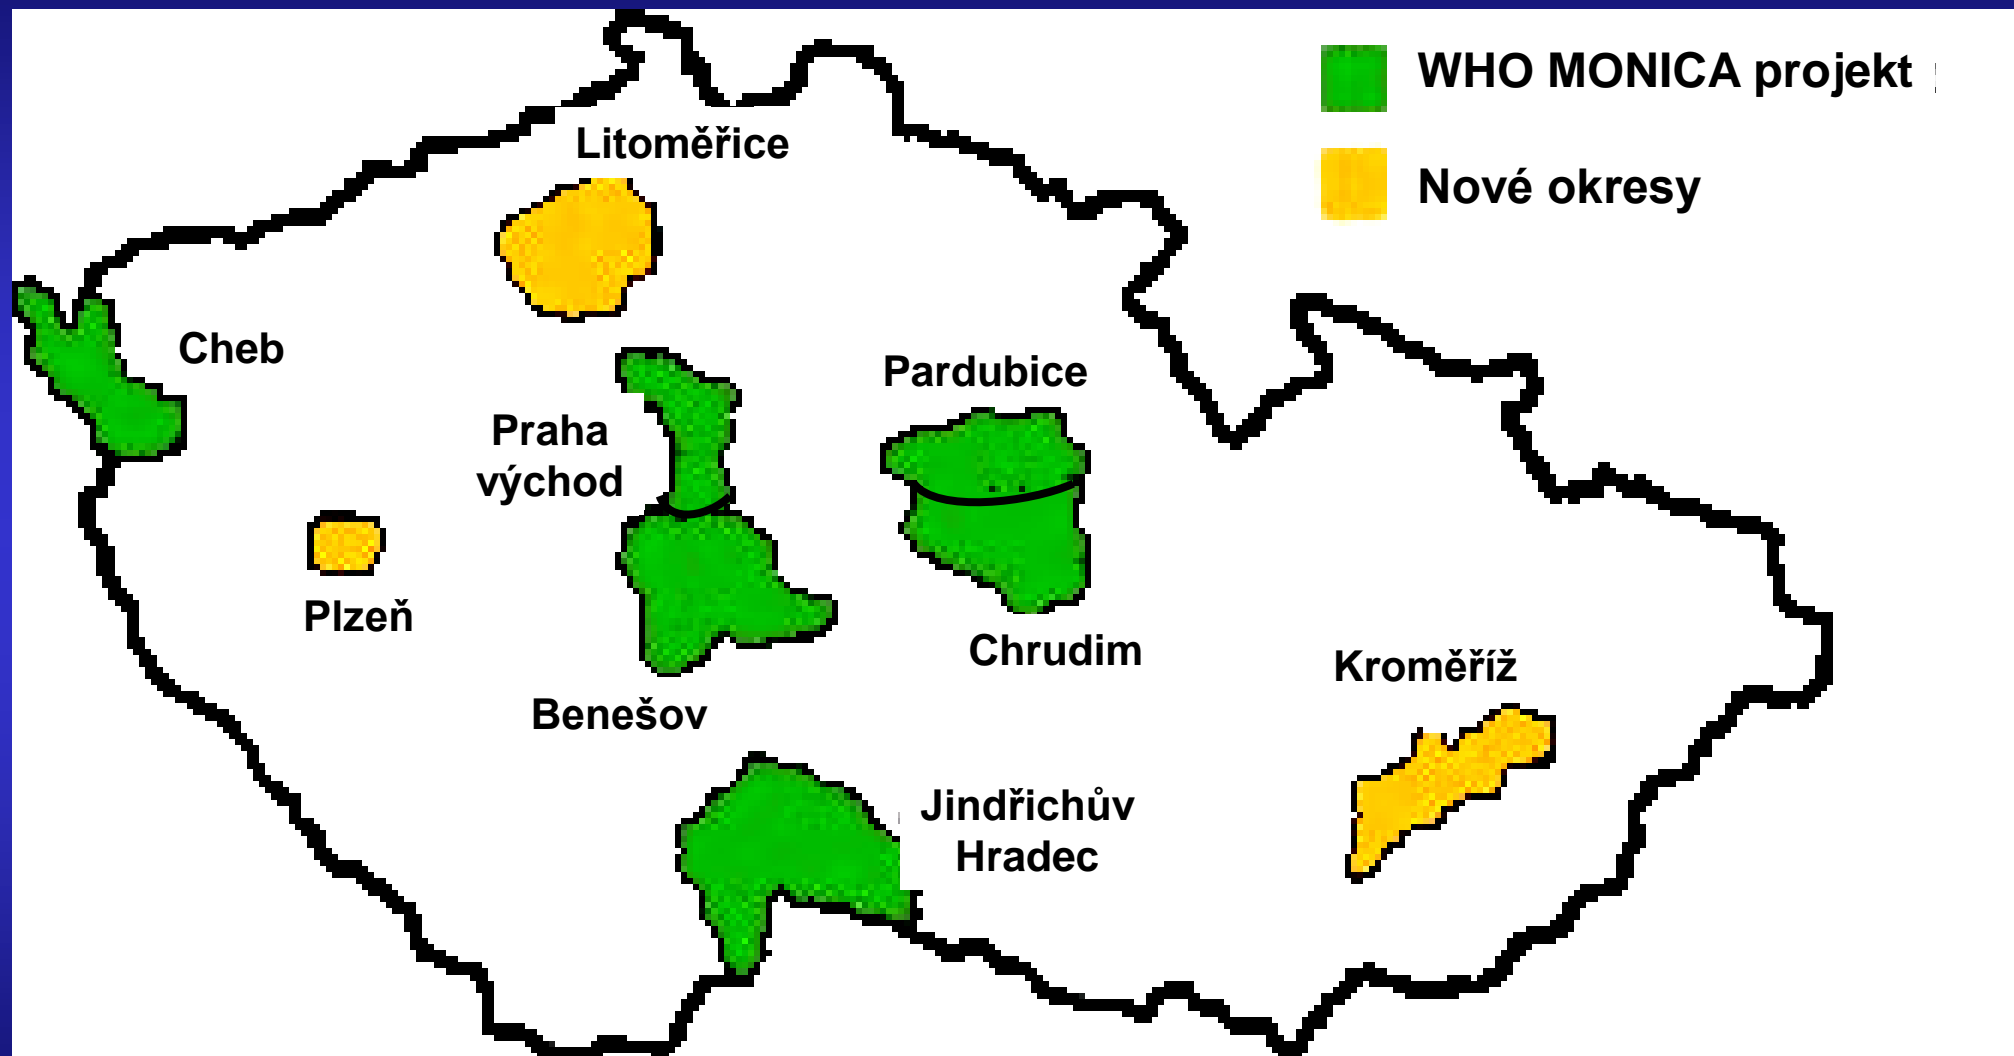 WHO MONICA projekt
Nové okresy
Litoměřice
Cheb
Praha
východ
Pardubice
Plzeň
Benešov
Chrudim
Kroměříž
Jindřichův
Hradec